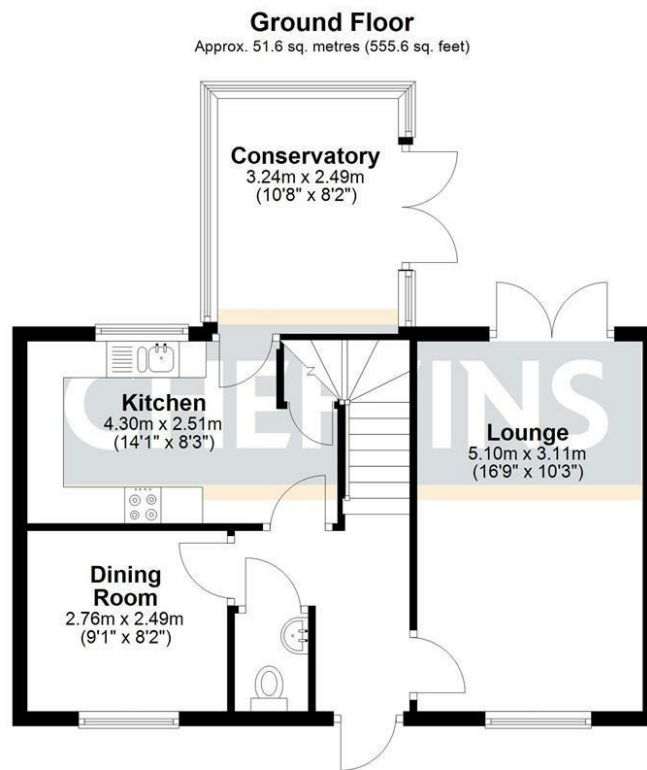 Ground Floor
Approx. 51.6 sq. metres (555.6 sq. feet)
Conservatory
3.24m x 2.49m
(10'8" x 8'2")
Kitchen
4.30m x 2.51m
(14'1" x 8'3")
Lounge
5.10m x 3.11m
(16'9" x 10'3")
Dining
Room
2.76m x 2.49m
(9'1" x 8'2")